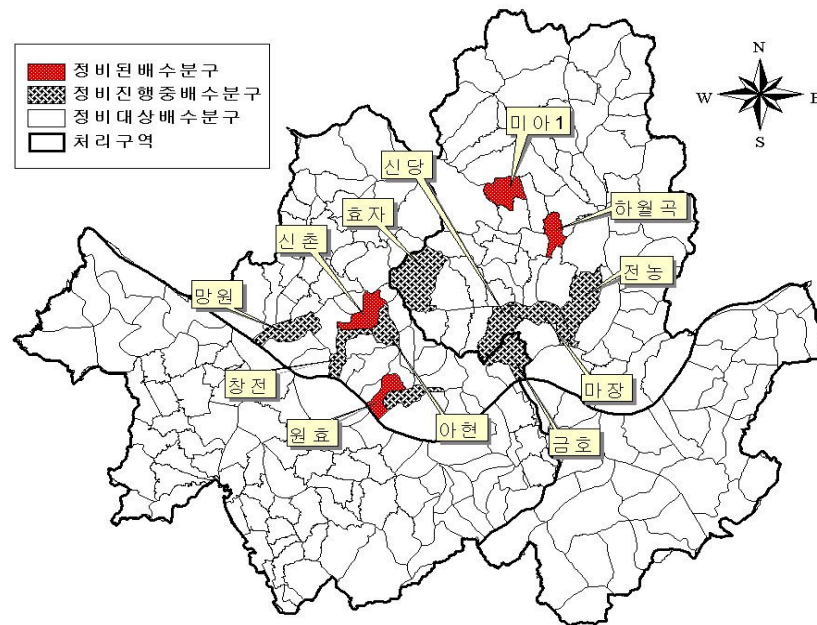 정비된배수분구
정비진행중배수분구
정비대상배수분구
처리구역
N
W
E
S
미아1
신당
하월곡
효자
신촌
전농
망원
창전
마장
원효
아현
금호